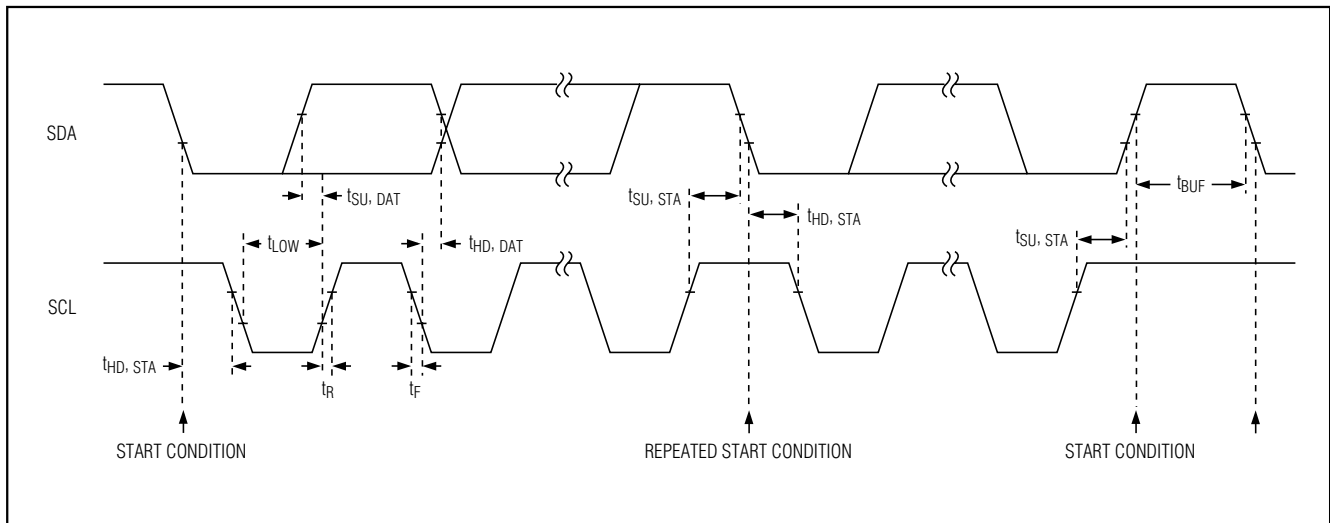 SDA
tSU, DAT
tSU, STA
tHD, STA
tBUF
tLOW
tHD, DAT
tSU, STA
SCL
tHD, STA
tR
tF
START CONDITION
REPEATED START CONDITION
START CONDITION